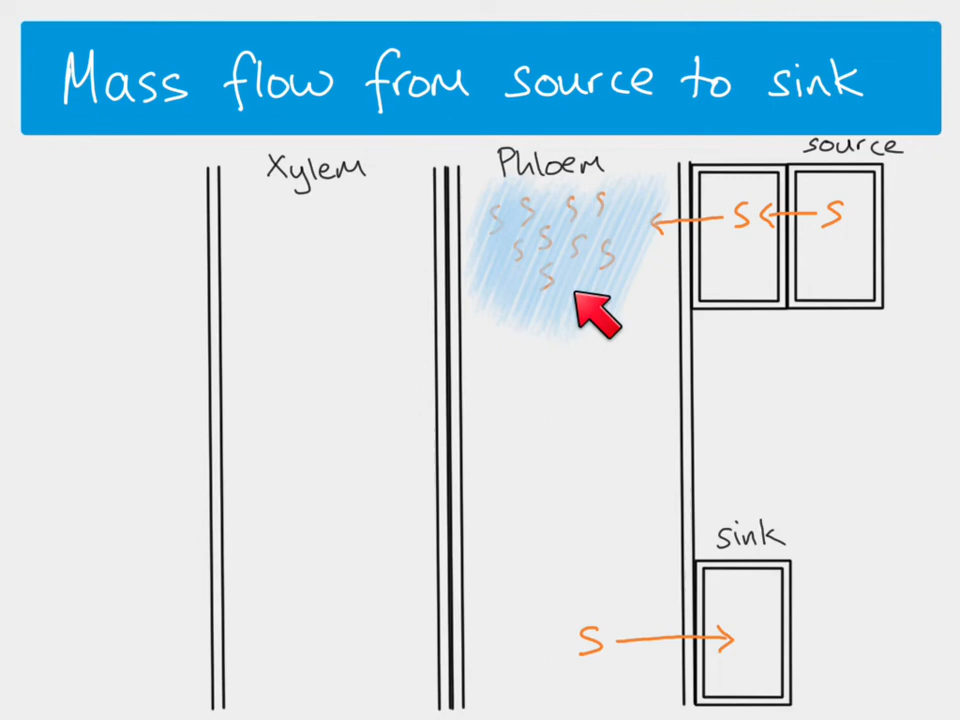 Mass flow from source to sink
Xylem
Phloem
source
S S S S
S S
S S S S
S
sink
S